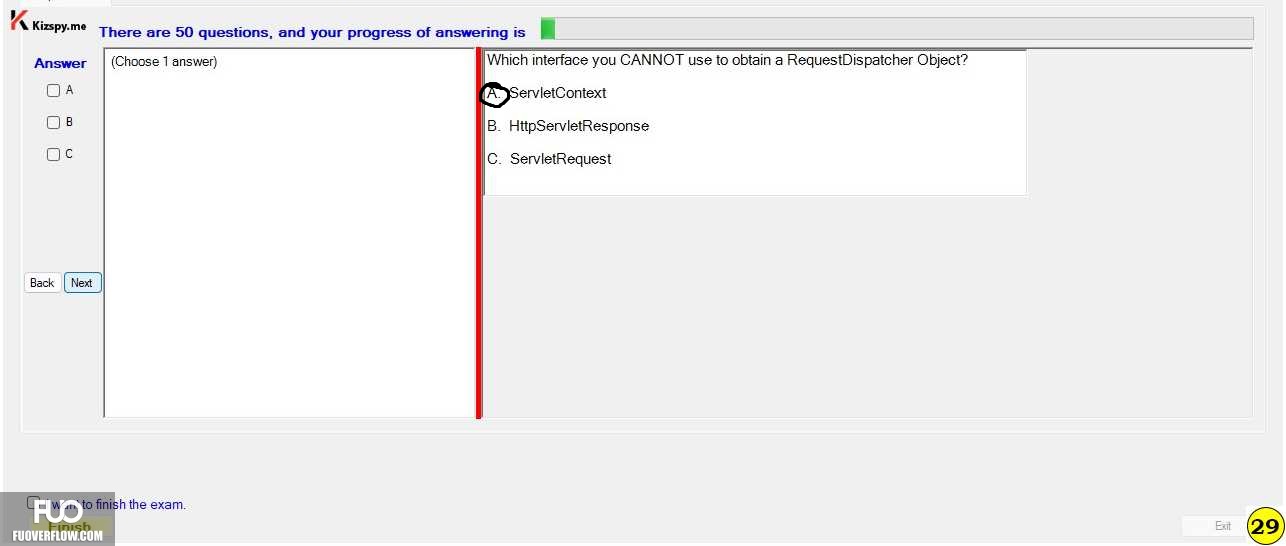 Kizspy.me
There are 50 questions, and your progress of answering is
Answer
A
B
C
(Choose 1 answer)
Which interface you CANNOT use to obtain a RequestDispatcher Object?
A. ServletContext
B. HttpServletResponse
C. ServletRequest
Back
Next
I want to finish the exam.
Finish
FUO
FUOVERFLOW.COM
Exit
29